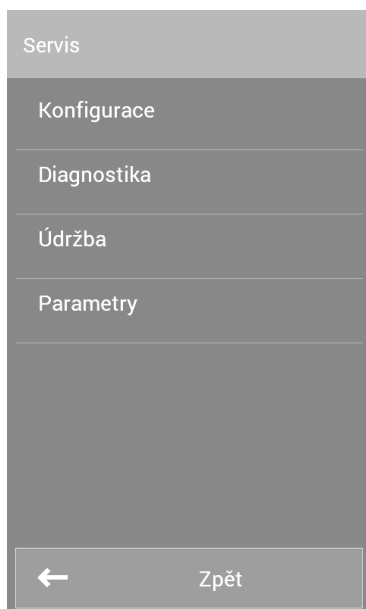 Servis
Konfigurace
Diagnostika
Údržba
Parametry
Zpět